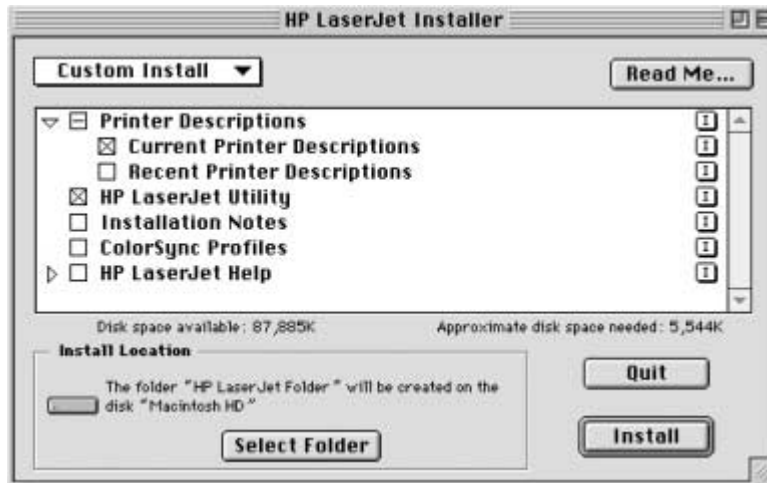 HP LaserJet Installer
Custom Install
Read Me...
Printer Descriptions
Current Printer Descriptions
Recent Printer Descriptions
HP LaserJet Utility
Installation Notes
ColorSync Profiles
HP LaserJet Help
Disk space available: 87,885K
Approximate disk space needed: 5,544K
Install Location
The folder "HP LaserJet Folder" will be created on the
disk "Macintosh HD"
Select Folder
Quit
Install